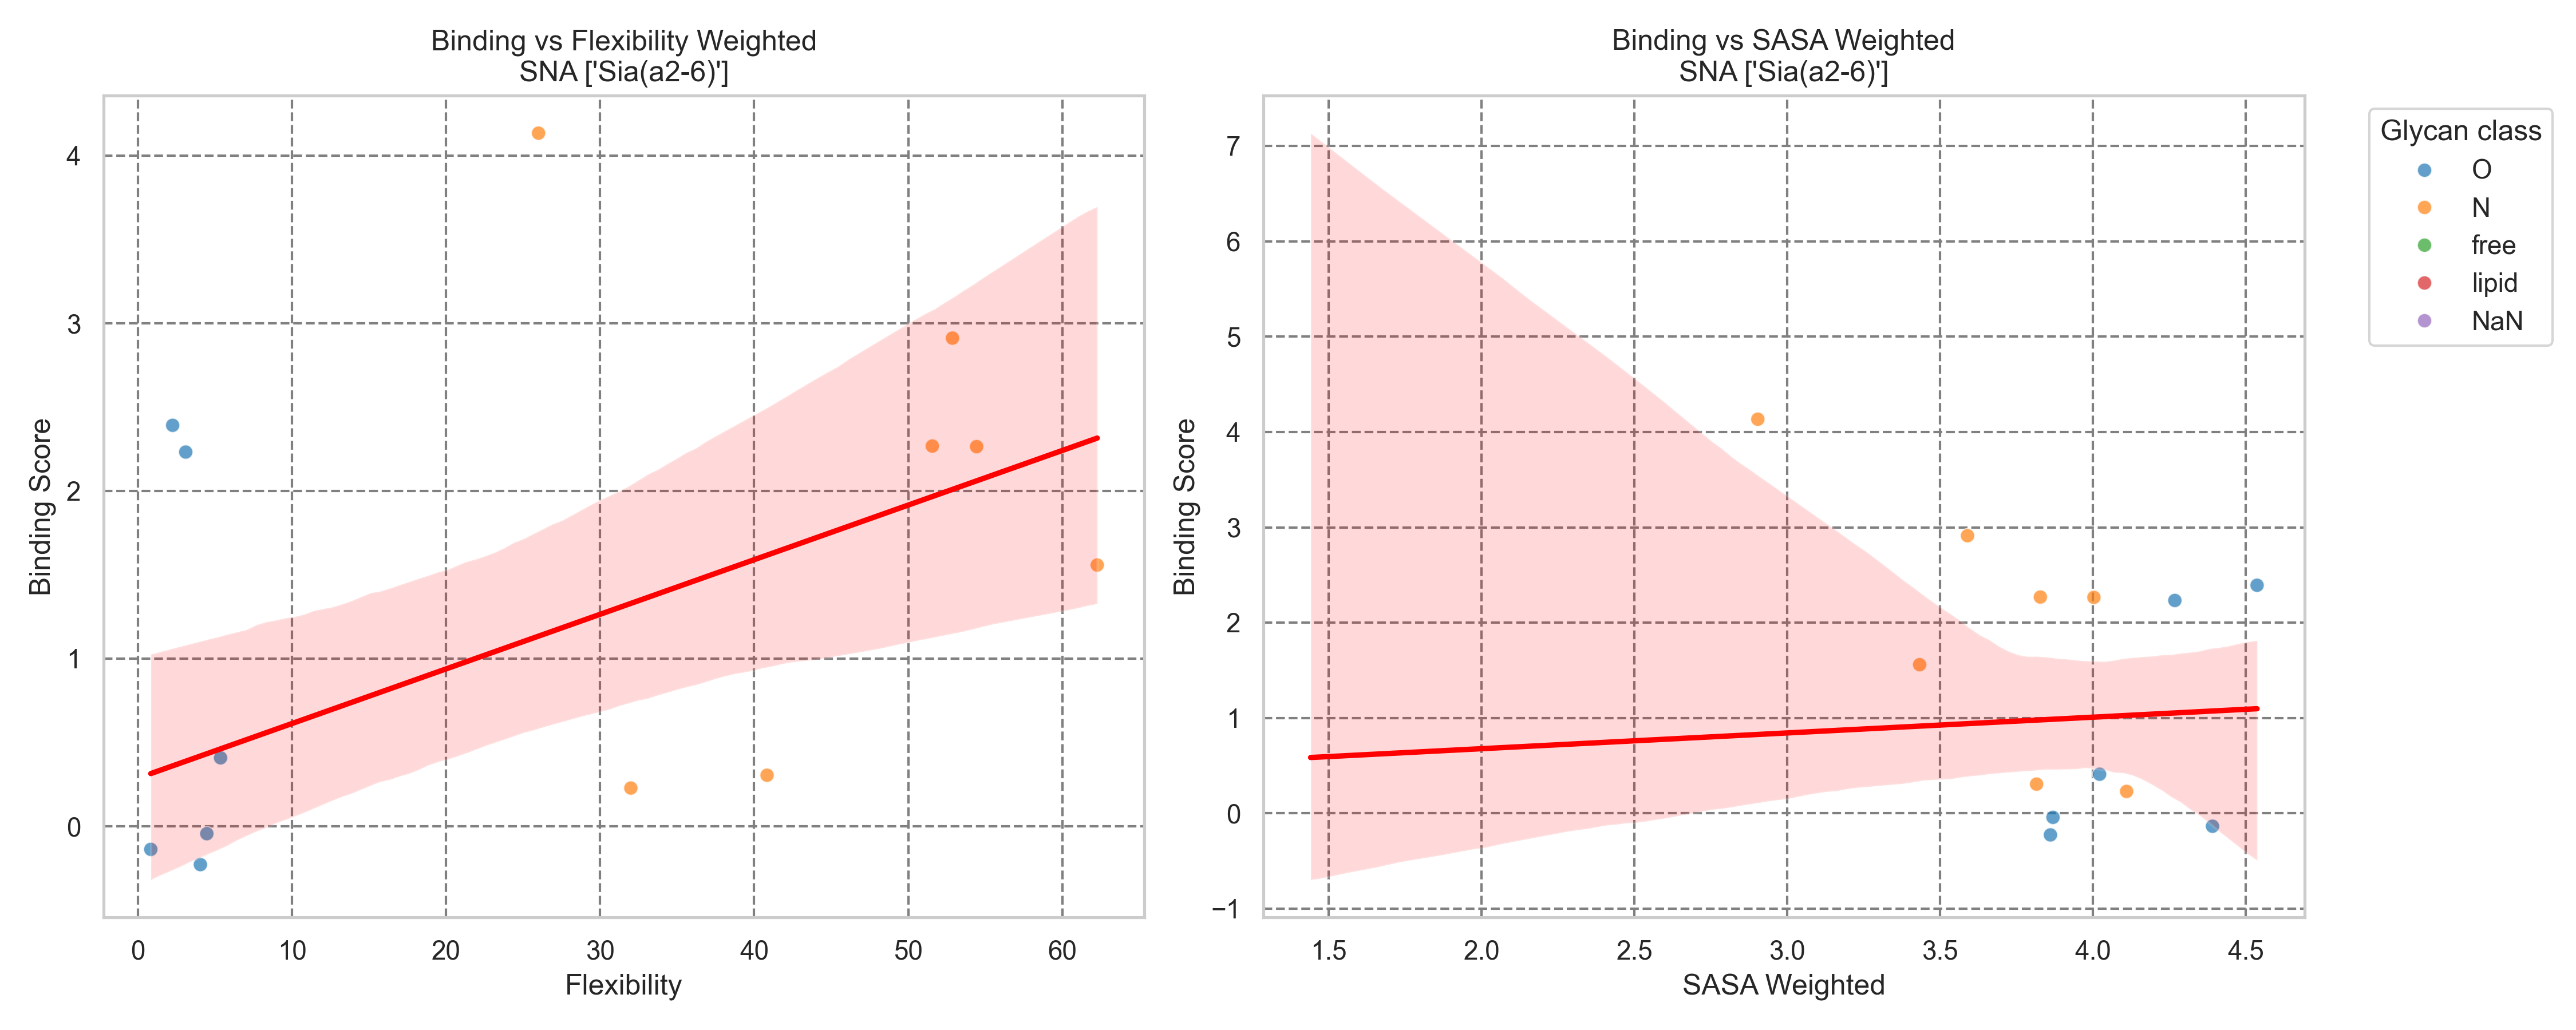 Binding vs Flexibility Weighted
SNA ['Sia(a2-6)']
Binding Score
4
3
2
1
0
0 10 20 30 40 50 60
Flexibility
Binding vs SASA Weighted
SNA ['Sia(a2-6)']
Binding Score
7
6
5
4
3
2
1
0
−1
1.5 2.0 2.5 3.0 3.5 4.0 4.5
SASA Weighted
Glycan class
O
N
free
lipid
NaN